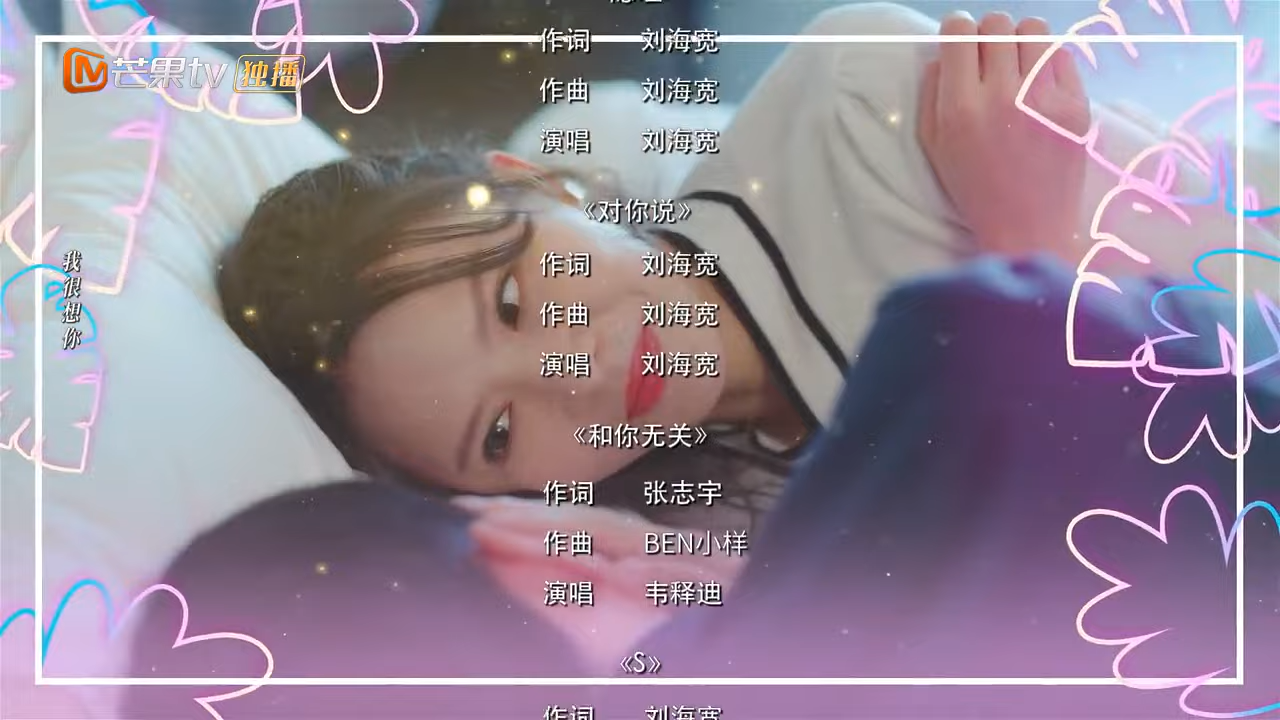 作词 刘海宽
芒果tv 独播
作曲 刘海宽
演唱 刘海宽
《对你说》
作词 刘海宽
我很想你
作曲 刘海宽
演唱 刘海宽
《和你无关》
作词 张志宇
作曲 BEN小样
演唱 韦释迪
《S》
作词 刘海宽